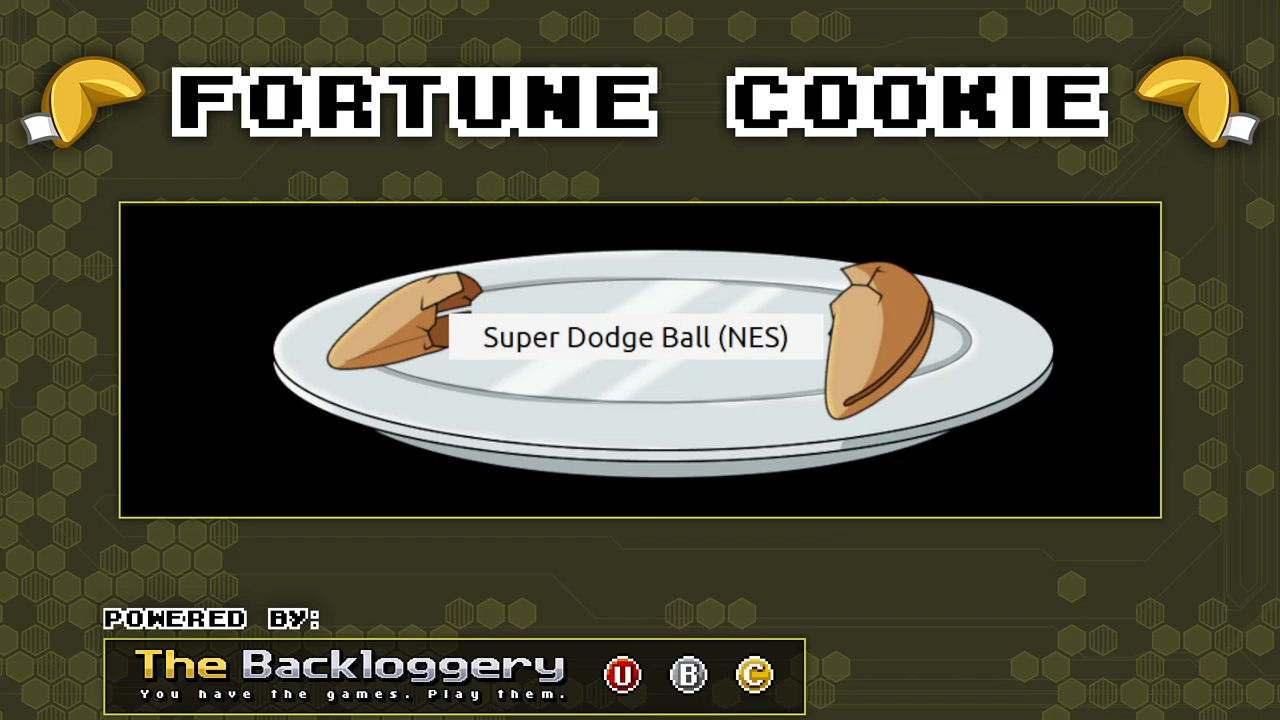 FORTUNE COOKIE
Super Dodge Ball (NES)
POWERED BY:
The Backloggery
You have the games. Play them.
U B C